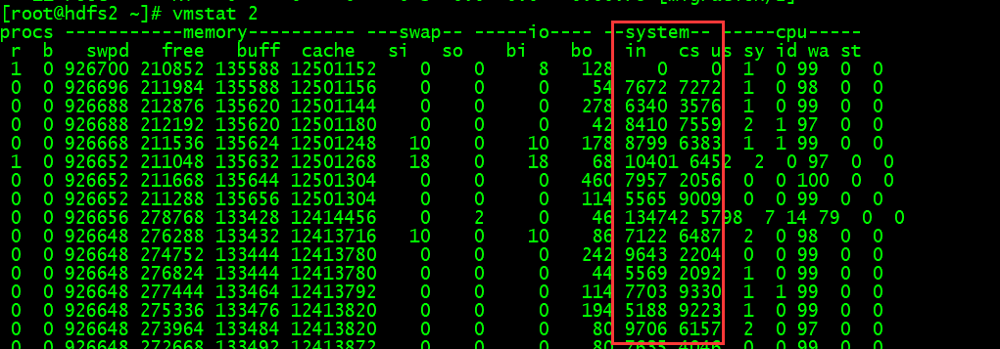 [root@hdfs2 ~]# vmstat 2
procs -----------memory---------- ---swap-- -----io---- --system-- -----cpu-----
r b swpd free buff cache si so bi bo in cs us sy id wa st
1 0 926700 210852 135588 12501152 0 0 8 128 0 0 1 0 99 0 0
0 0 926696 211984 135588 12501156 0 0 0 54 7672 7272 1 0 98 0 0
0 0 926688 212876 135620 12501144 0 0 0 278 6340 3576 1 0 99 0 0
0 0 926688 212192 135620 12501180 0 0 0 42 8410 7559 2 1 97 0 0
0 0 926668 211536 135624 12501248 10 0 10 178 8799 6383 1 1 99 0 0
1 0 926652 211048 135632 12501268 18 0 18 68 10401 6452 2 0 97 0 0
0 0 926652 211668 135644 12501304 0 0 0 460 7957 2056 0 0 100 0 0
0 0 926652 211288 135656 12501304 0 0 0 114 5565 9009 0 0 99 0 0
0 0 926656 278768 133428 12414456 0 2 0 46 134742 5798 7 14 79 0 0
0 0 926648 276288 133432 12413716 10 0 10 86 7122 6487 2 0 98 0 0
0 0 926648 274752 133444 12413780 0 0 0 242 9643 2204 0 0 99 0 0
0 0 926648 276824 133444 12413780 0 0 0 44 5569 2092 1 0 99 0 0
0 0 926648 277444 133464 12413792 0 0 0 114 7703 9330 1 1 99 0 0
0 0 926648 275336 133476 12413820 0 0 0 194 5188 9223 1 0 99 0 0
0 0 926648 273964 133484 12413820 0 0 0 80 9706 6157 2 0 97 0 0
0 0 926648 272668 133492 12413872 0 0 0 80 7635 4046 0 0 99 0 0